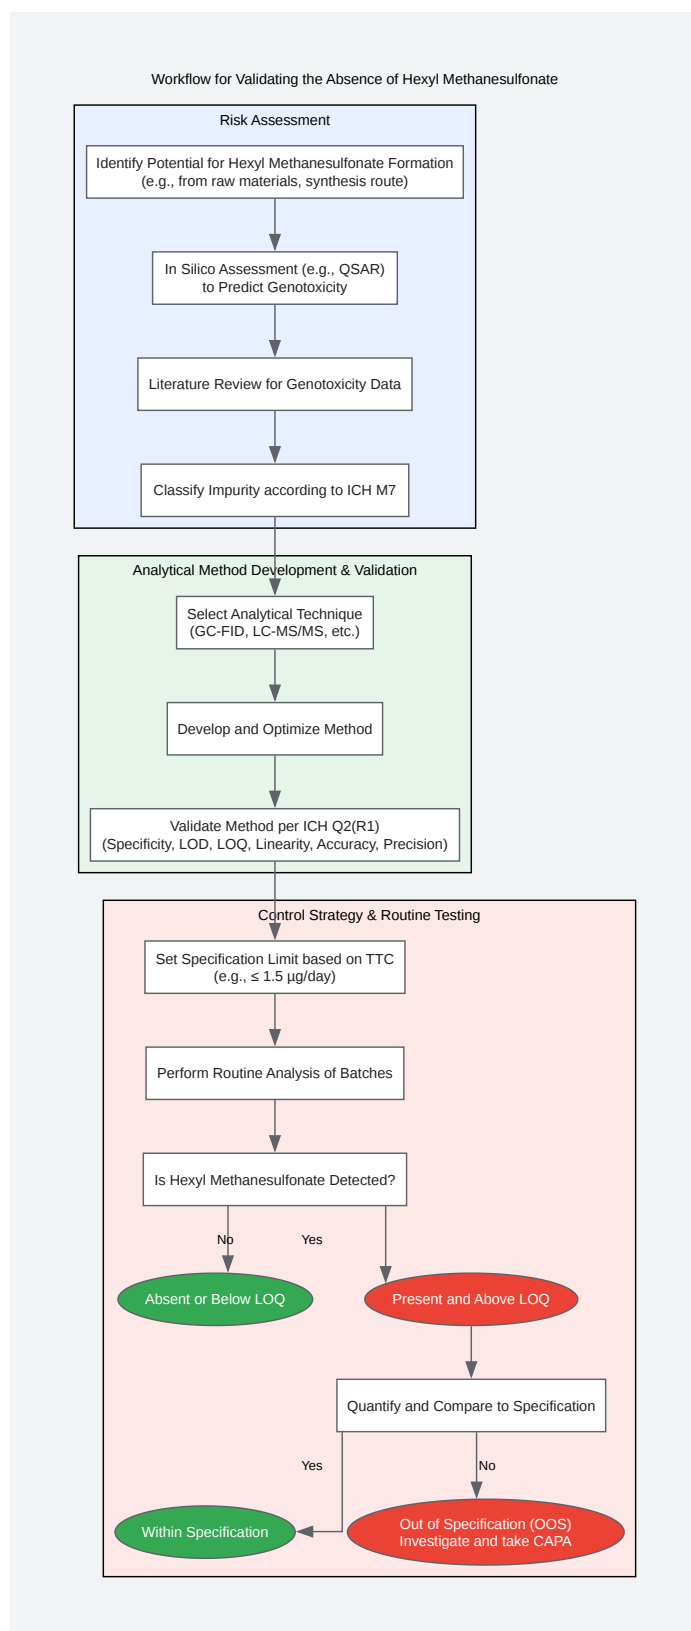 Workflow for Validating the Absence of Hexyl Methanesulfonate
Risk Assessment
Identify Potential for Hexyl Methanesulfonate Formation
(e.g., from raw materials, synthesis route)
In Silico Assessment (e.g., QSAR)
to Predict Genotoxicity
Literature Review for Genotoxicity Data
Classify Impurity according to ICH M7
Analytical Method Development & Validation
Select Analytical Technique
(GC-FID, LC-MS/MS, etc.)
Develop and Optimize Method
Validate Method per ICH Q2(R1)
(Specificity, LOD, LOQ, Linearity, Accuracy, Precision)
Control Strategy & Routine Testing
Set Specification Limit based on TTC
(e.g., ≤ 1.5 µg/day)
Perform Routine Analysis of Batches
Is Hexyl Methanesulfonate Detected?
No
Yes
Absent or Below LOQ
Present and Above LOQ
Quantify and Compare to Specification
Yes
No
Within Specification
Out of Specification (OOS)
Investigate and take CAPA